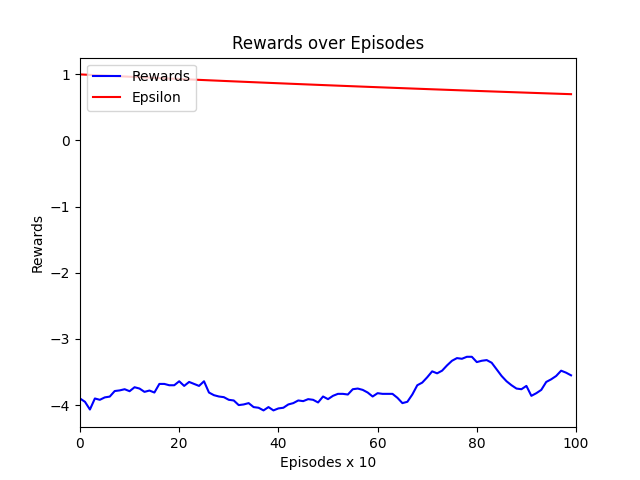 Rewards over Episodes
Rewards
Epsilon
1
0
−1
−2
−3
−4
Rewards
0 20 40 60 80 100
Episodes x 10